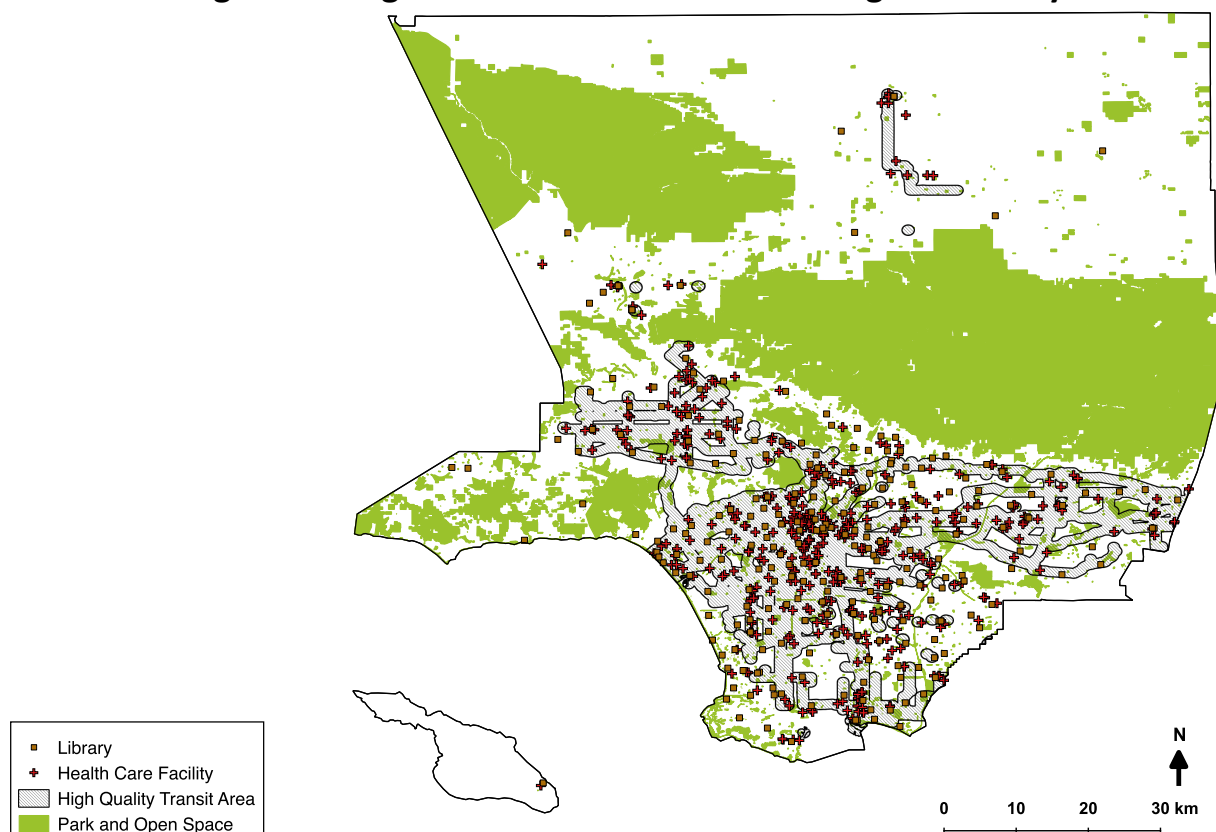 Library
Health Care Facility
High Quality Transit Area
Park and Open Space
N
0 10 20 30 km